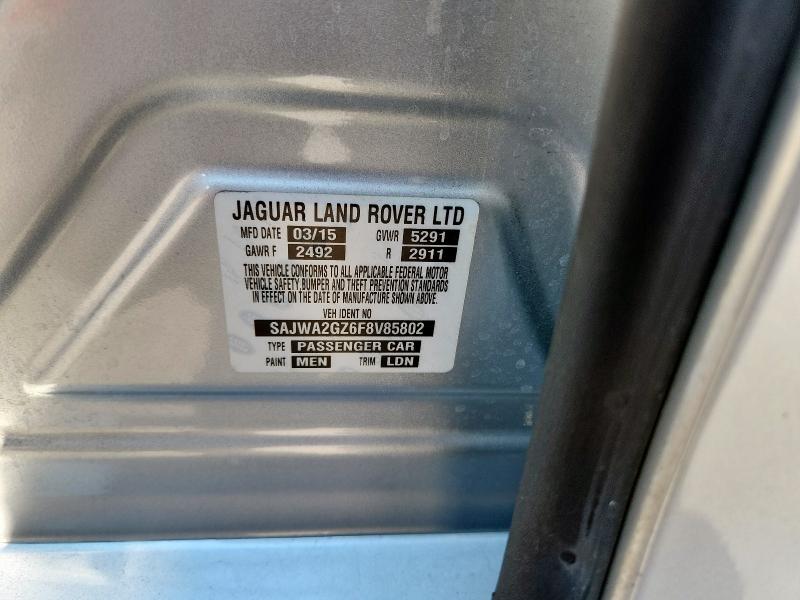 JAGUAR LAND ROVER LTD
MFD DATE 03/15 GVWR 5291
GAWR F 2492 R 2911
THIS VEHICLE CONFORMS TO ALL APPLICABLE FEDERAL MOTOR
VEHICLE SAFETY,BUMPER AND THEFT PREVENTION STANDARDS
IN EFFECT ON THE DATE OF MANUFACTURE SHOWN ABOVE.
VEH IDENT NO
SAJWA2GZ6F8V85802
TYPE PASSENGER CAR
PAINT MEN TRIM LDN